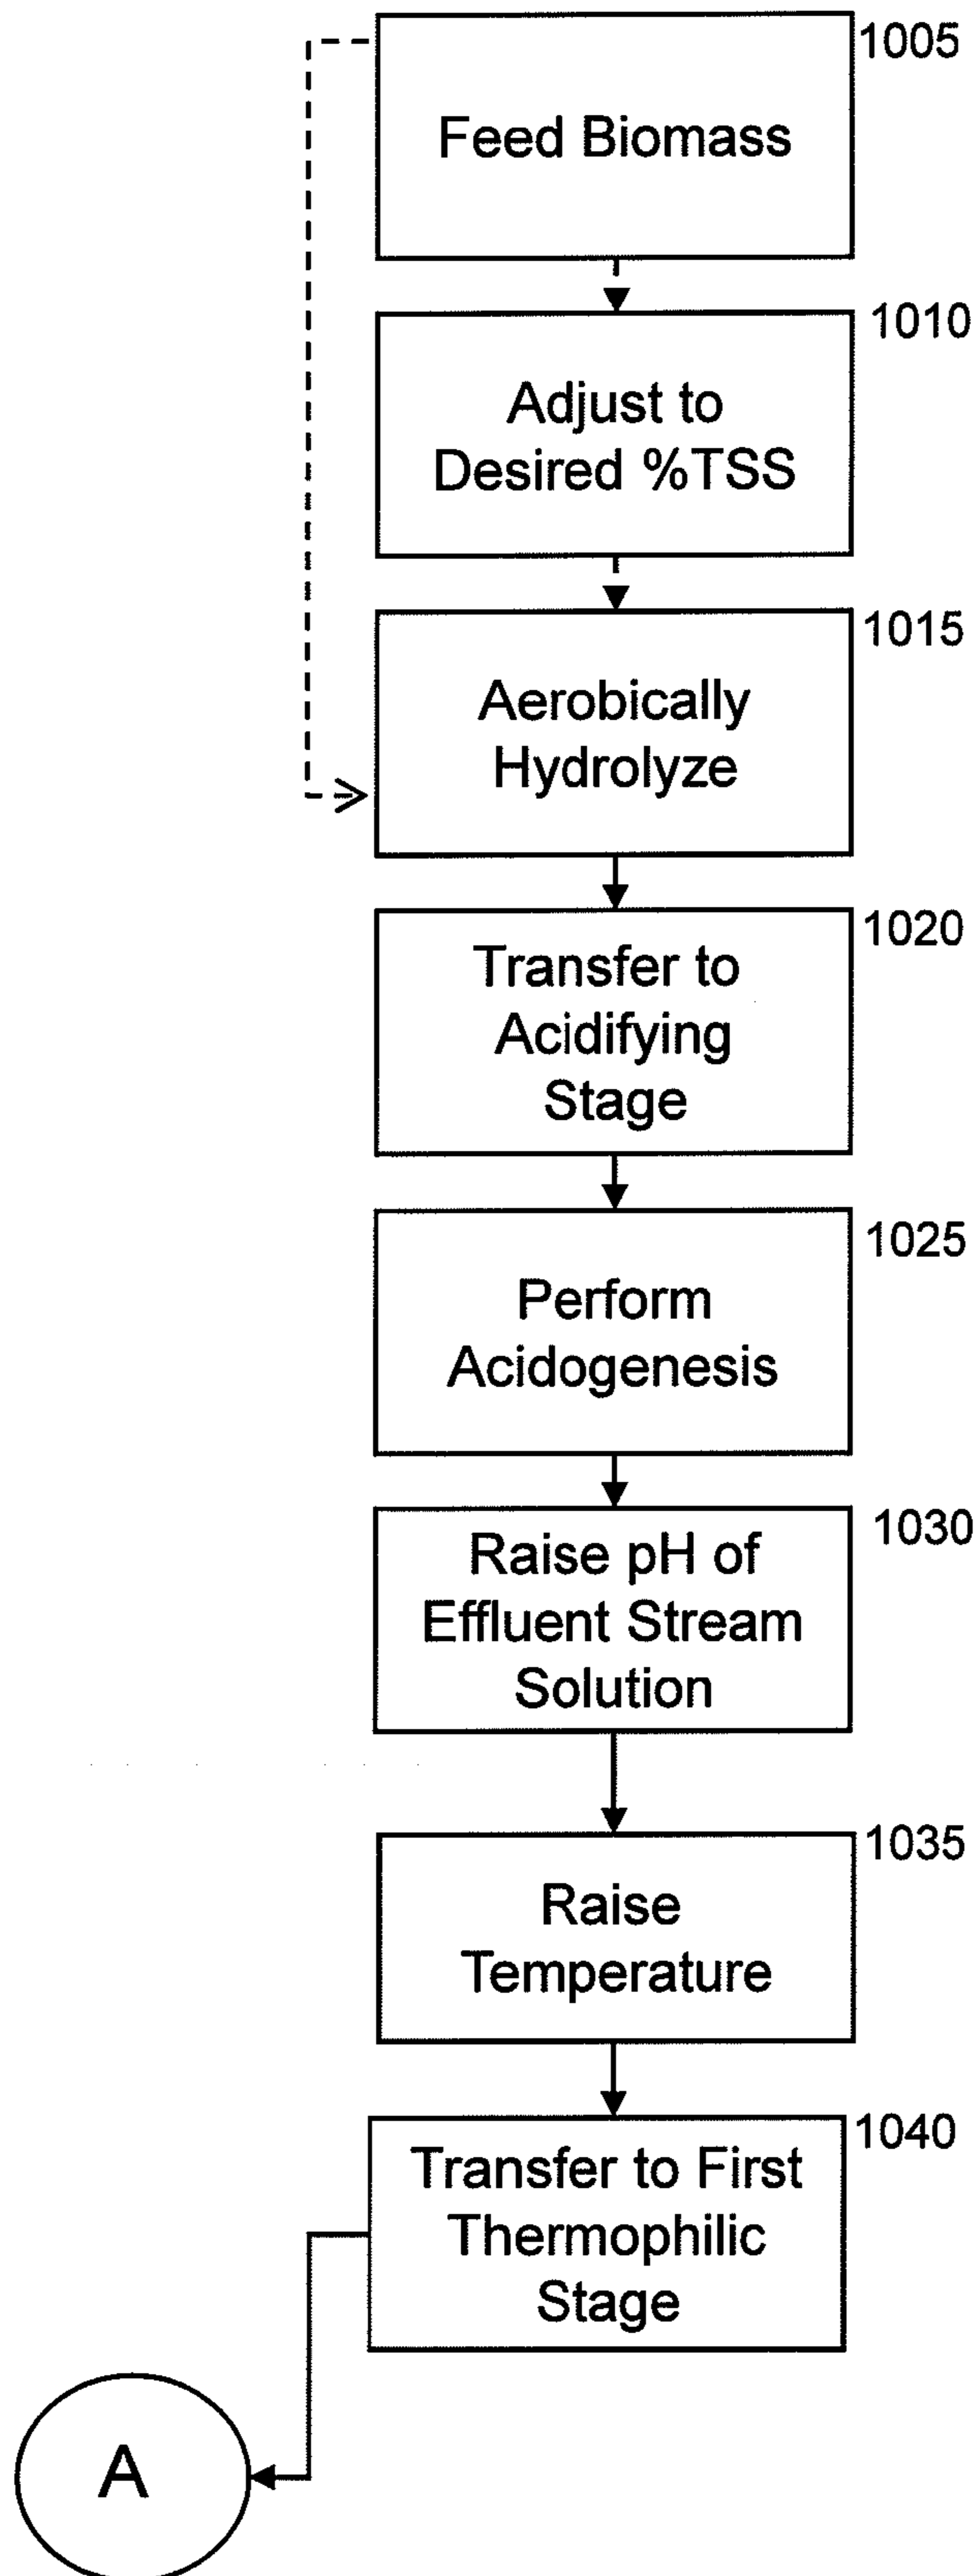 1005
Feed Biomass
1010
Adjust to
Desired %TSS
1015
Aerobically
Hydrolyze
1020
Transfer to
Acidifying
Stage
1025
Perform
Acidogenesis
1030
Raise pH of
Effluent Stream
Solution
1035
Raise
Temperature
1040
Transfer to First
Thermophilic
Stage
A